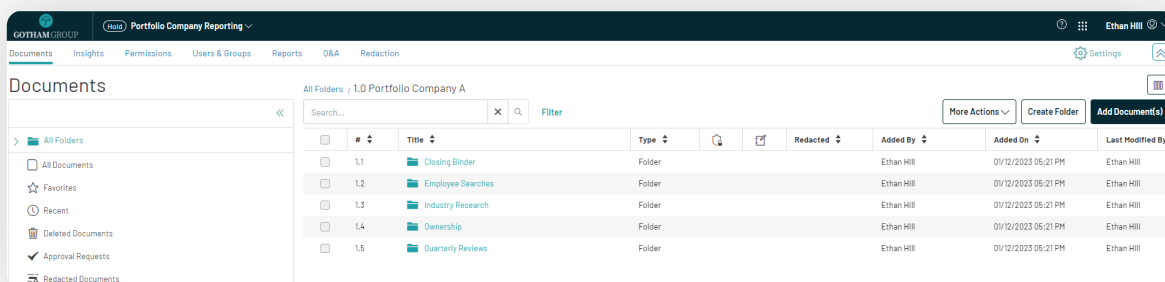 GOTHAM GROUP
Hold Portfolio Company Reporting
Ethan Hill
Documents Insights Permissions Users & Groups Reports Q&A Redaction
Settings
Documents
All Folders / 1.0 Portfolio Company A
Search... Filter
More Actions Create Folder Add Document(s)
All Folders
All Documents
Favorites
Recent
Deleted Documents
Approval Requests
Redacted Documents
# Title Type Redacted Added By Added On Last Modified By
1.1 Closing Binder Folder Ethan Hill 01/12/2023 05:21 PM Ethan Hill
1.2 Employee Searches Folder Ethan Hill 01/12/2023 05:21 PM Ethan Hill
1.3 Industry Research Folder Ethan Hill 01/12/2023 05:21 PM Ethan Hill
1.4 Ownership Folder Ethan Hill 01/12/2023 05:21 PM Ethan Hill
1.5 Quarterly Reviews Folder Ethan Hill 01/12/2023 05:21 PM Ethan Hill